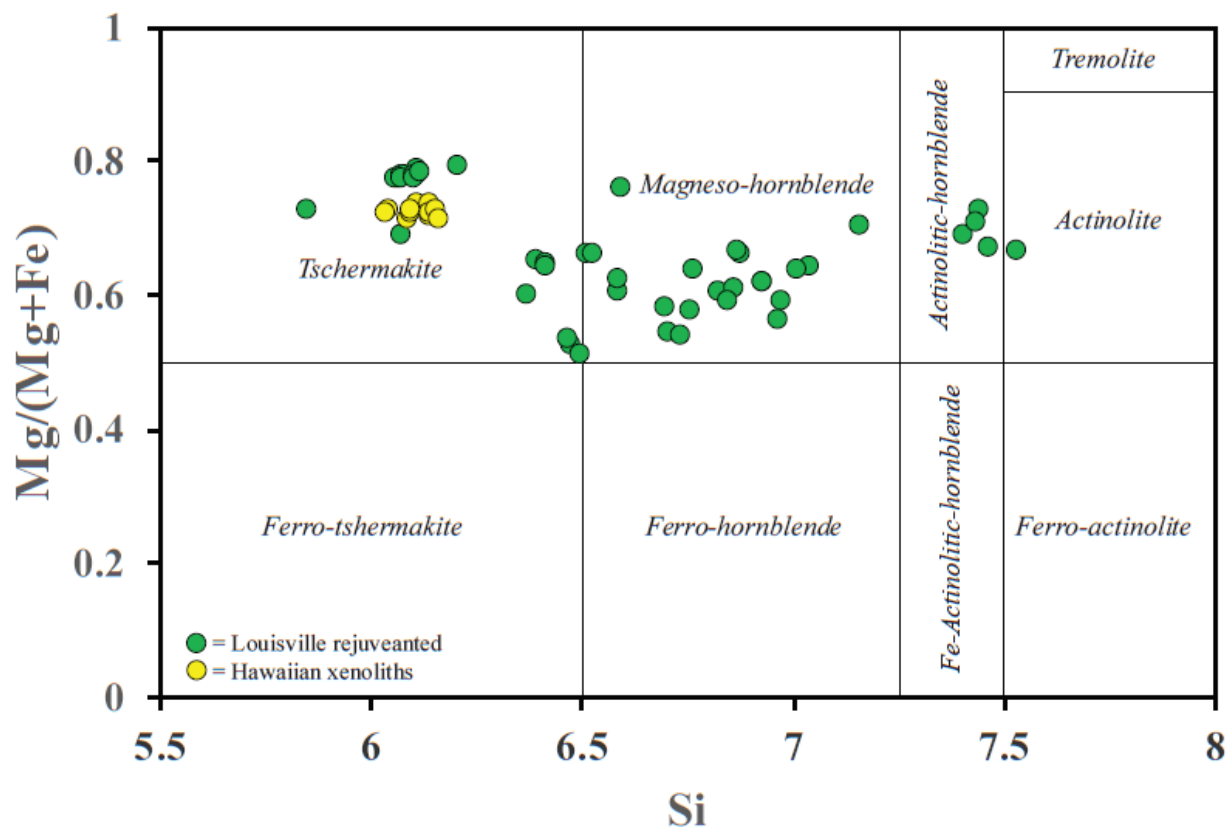 1
Tremolite
0.8
Magneso-hornblende
Actinolitic-hornblende
Actinolite
Tschermakite
0.6
Mg/(Mg+Fe)
0.4
Ferro-tshermakite
Ferro-hornblende
Fe-Actinolitic-hornblende
Ferro-actinolite
0.2
= Louisville rejuveanted
= Hawaiian xenoliths
0
5.5 6 6.5 7 7.5 8
Si